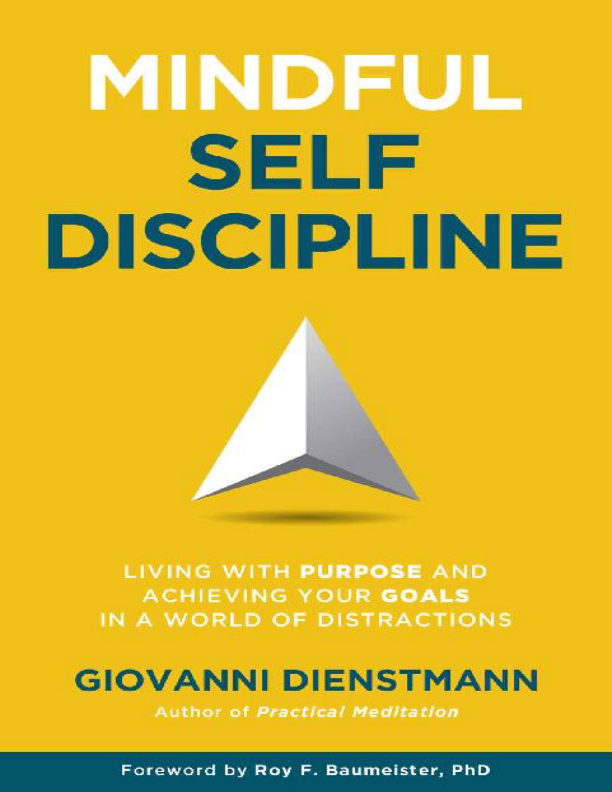 MINDFUL
SELF
DISCIPLINE
LIVING WITH PURPOSE AND
ACHIEVING YOUR GOALS
IN A WORLD OF DISTRACTIONS
GIOVANNI DIENSTMANN
Author of Practical Meditation
Foreword by Roy F. Baumeister, PhD